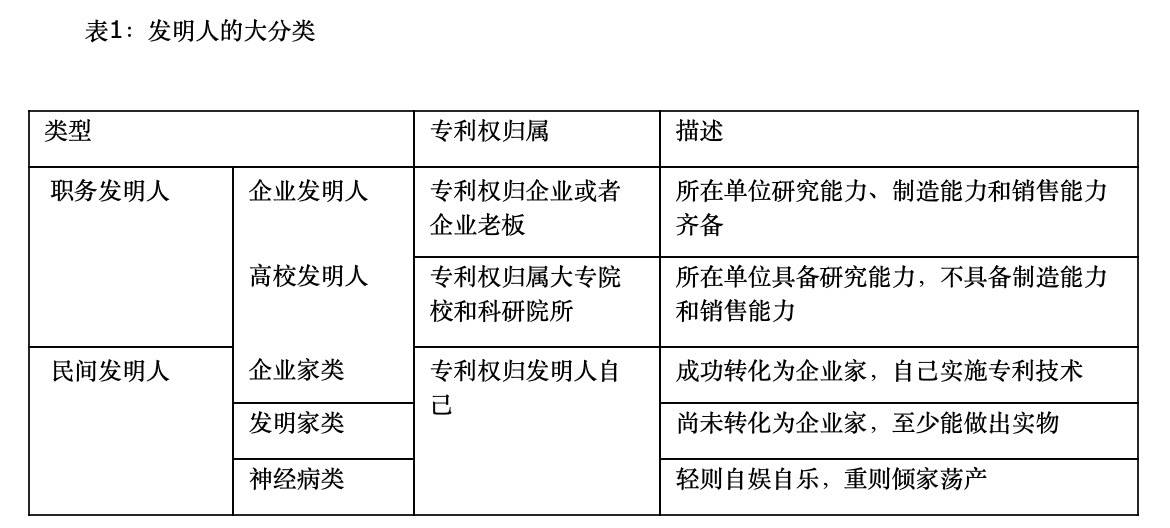 表1：发明人的大分类
类型 专利权归属 描述
职务发明人 企业发明人 专利权归企业或者 所在单位研究能力、制造能力和销售能力
企业老板 齐备
高校发明人 专利权归属大专院 所在单位具备研究能力，不具备制造能力
校和科研院所 和销售能力
民间发明人 企业家类 专利权归发明人自 成功转化为企业家，自己实施专利技术
己
发明家类 尚未转化为企业家，至少能做出实物
神经病类 轻则自娱自乐，重则倾家荡产